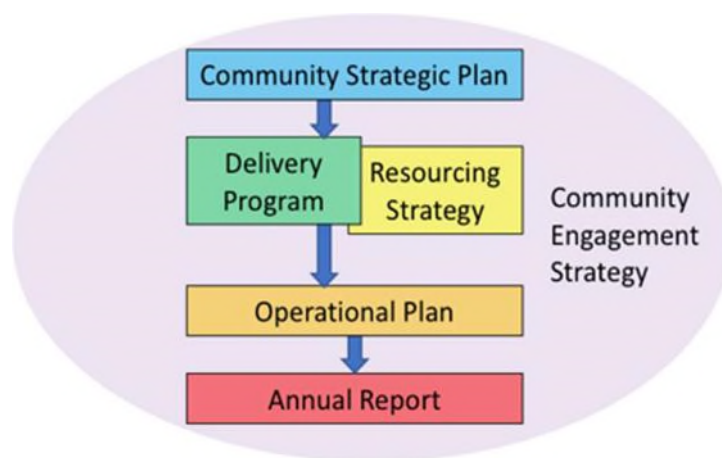 Community Strategic Plan
Delivery
Program
Resourcing
Strategy
Community
Engagement
Strategy
Operational Plan
Annual Report